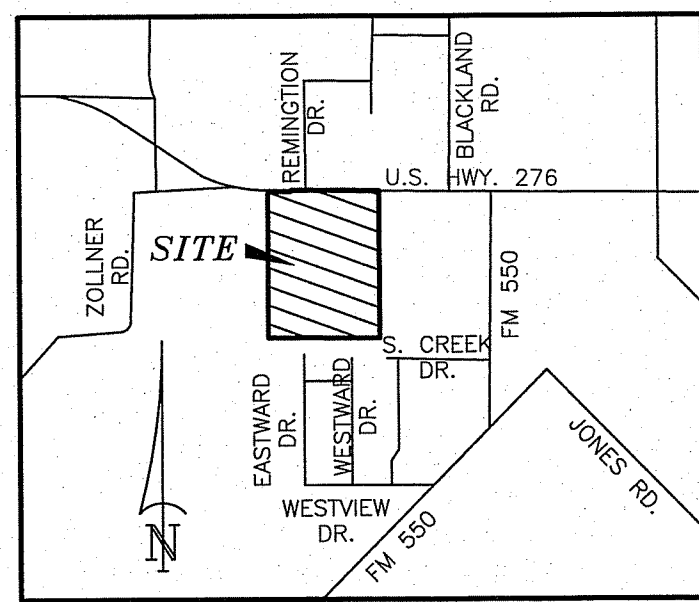 REMINGTON
DR.
BLACKLAND
RD.
U.S. HWY. 276
ZOLLNER
RD.
SITE
FM 550
S. CREEK
DR.
EASTWARD
DR.
WESTWARD
DR.
JONES RD.
WESTVIEW
DR.
FM 550
N